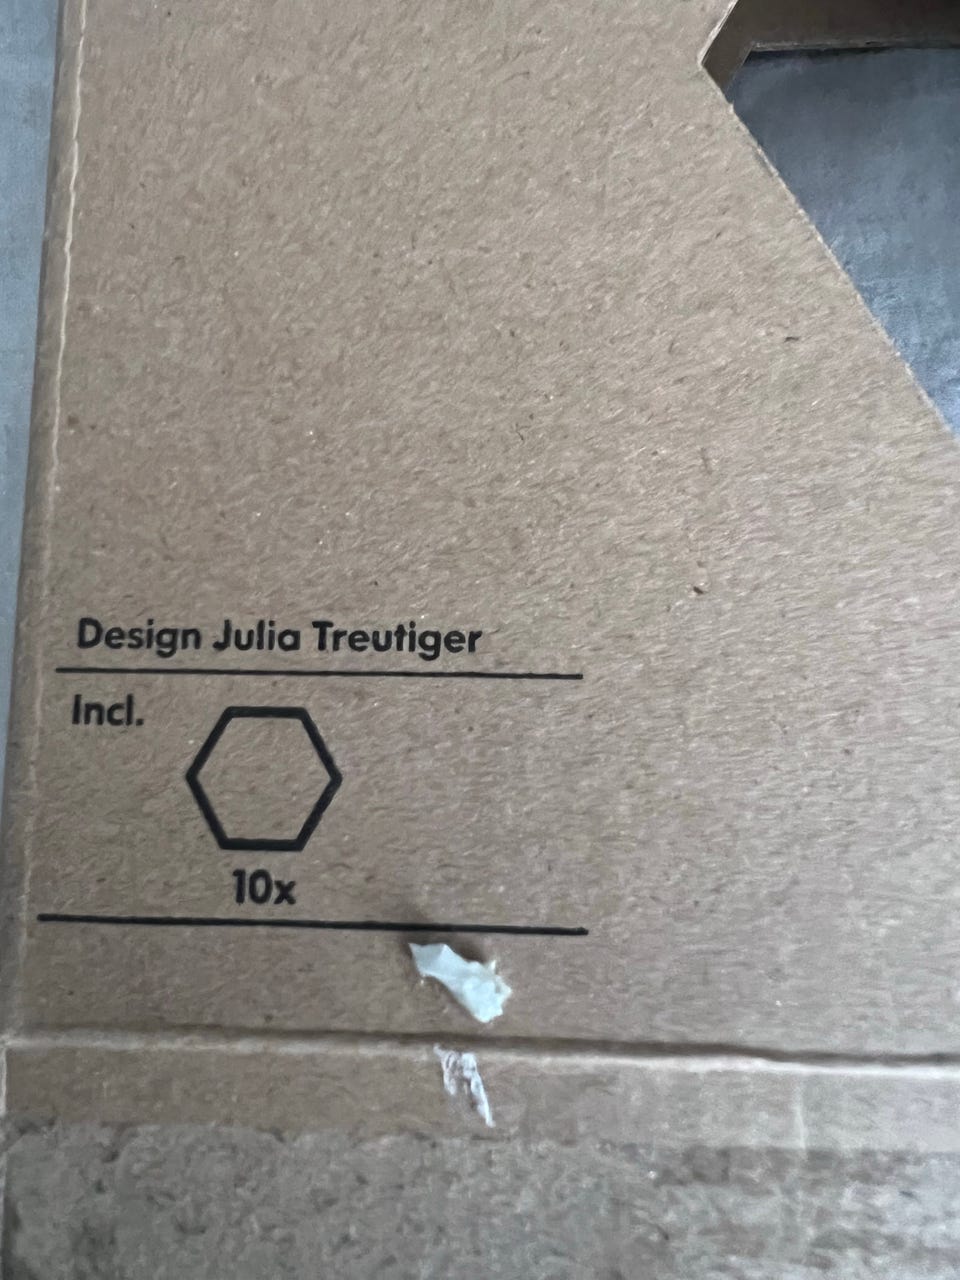 Design Julia Treutiger
Incl.
10x